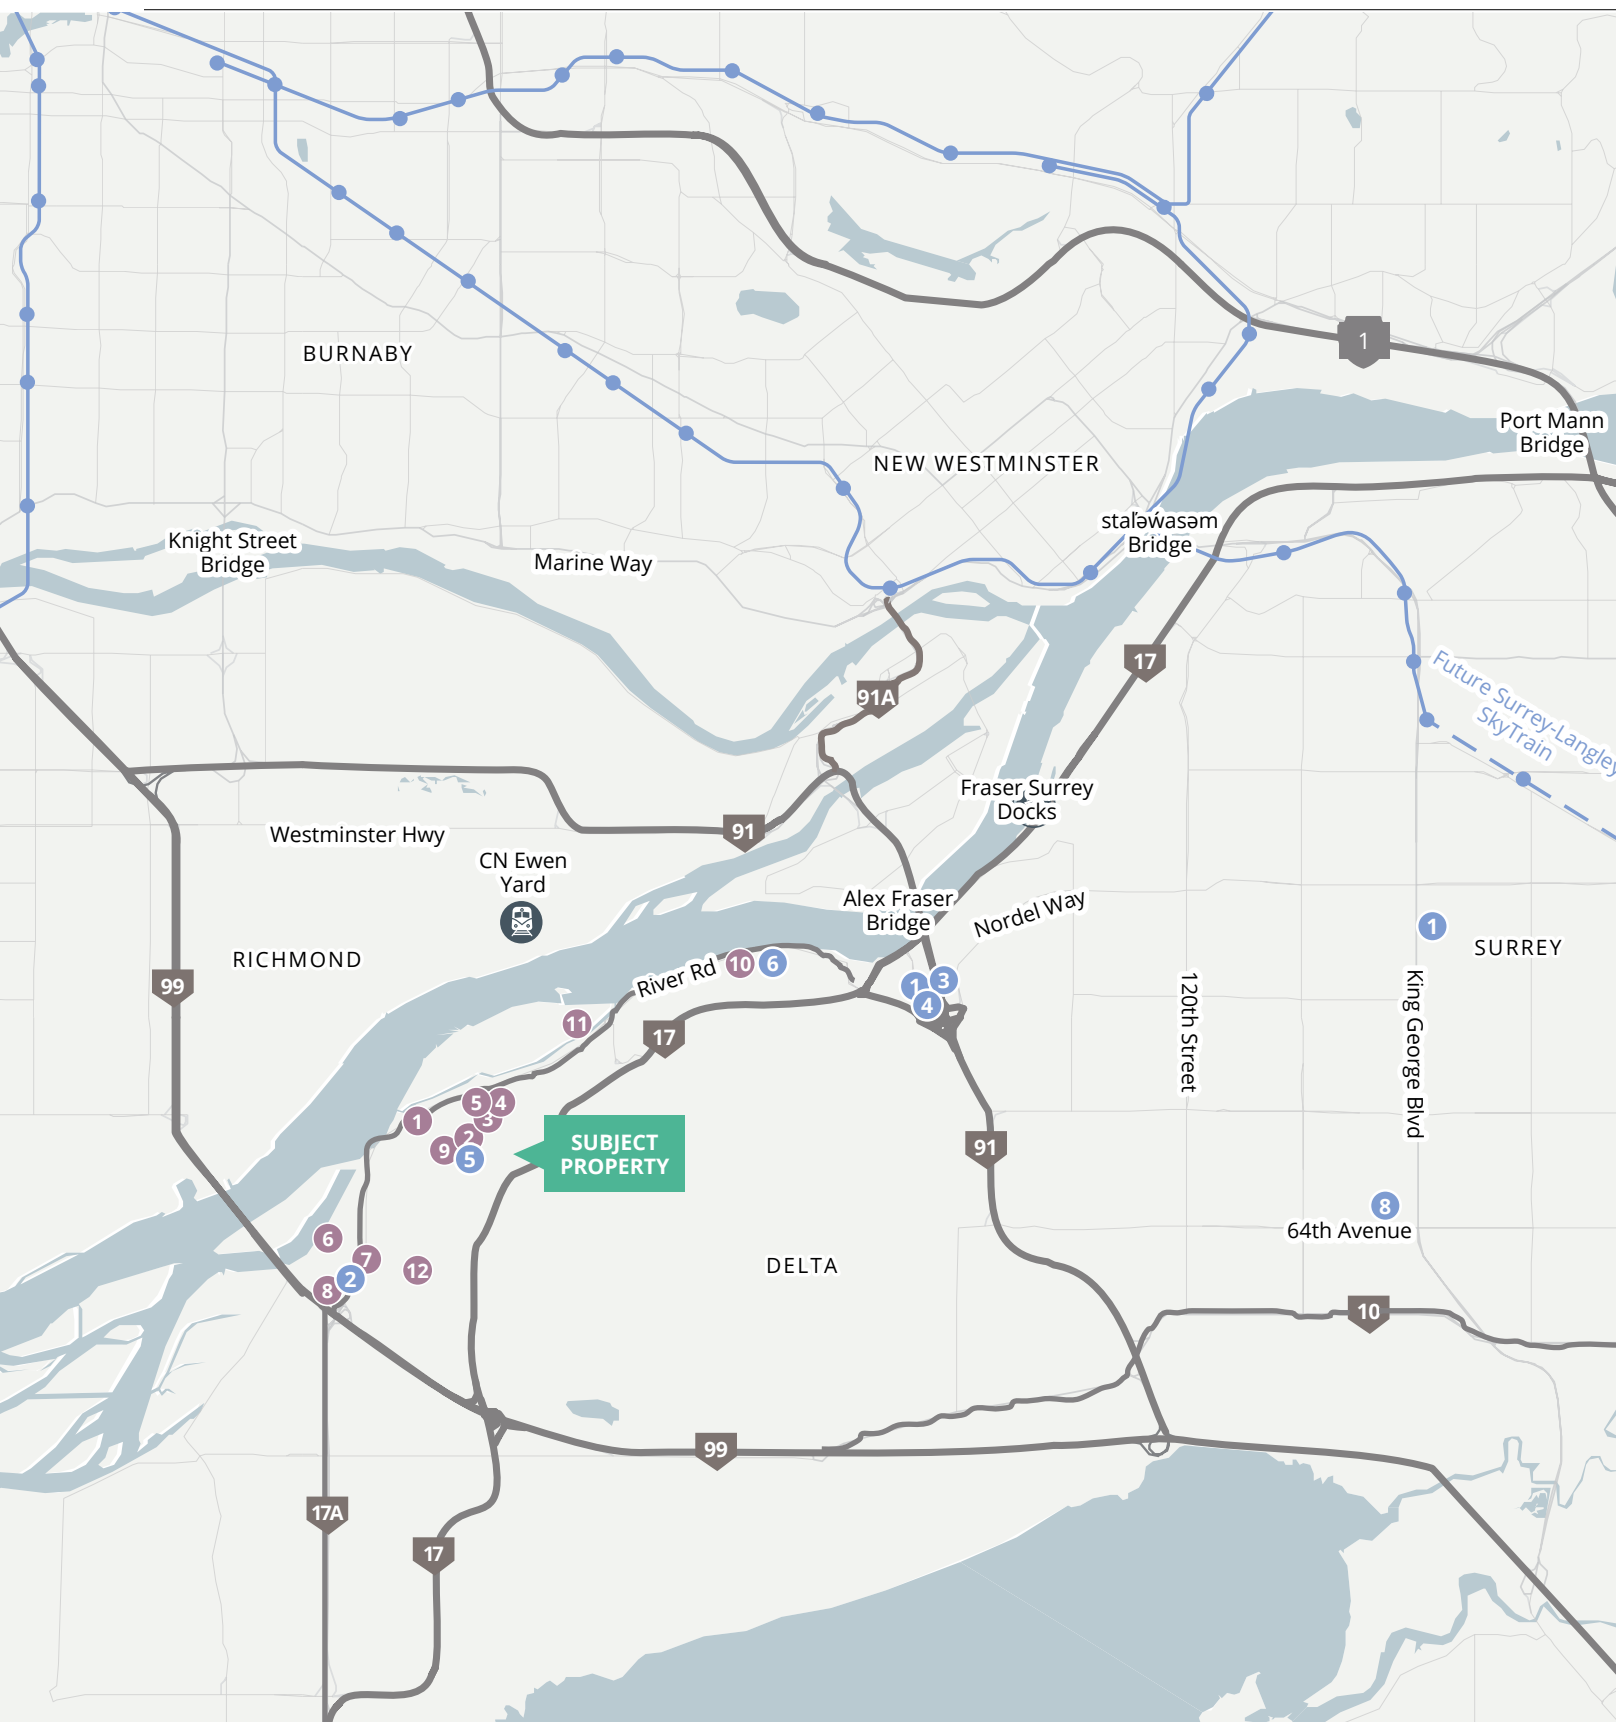 1
BURNABY
Port Mann
Bridge
NEW WESTMINSTER
stal̓əw̓asəm
Bridge
Knight Street
Bridge
Marine Way
17
Future Surrey-Langley
SkyTrain
91A
Fraser Surrey
Docks
91
Westminster Hwy
CN Ewen
Yard
Alex Fraser
Bridge
Nordel Way
1
SURREY
RICHMOND
99
River Rd
10
6
1
3
4
120th Street
King George Blvd
11
17
5
4
1
3
2
9
5
SUBJECT
PROPERTY
91
8
64th Avenue
6
7
12
2
8
DELTA
10
99
17A
17